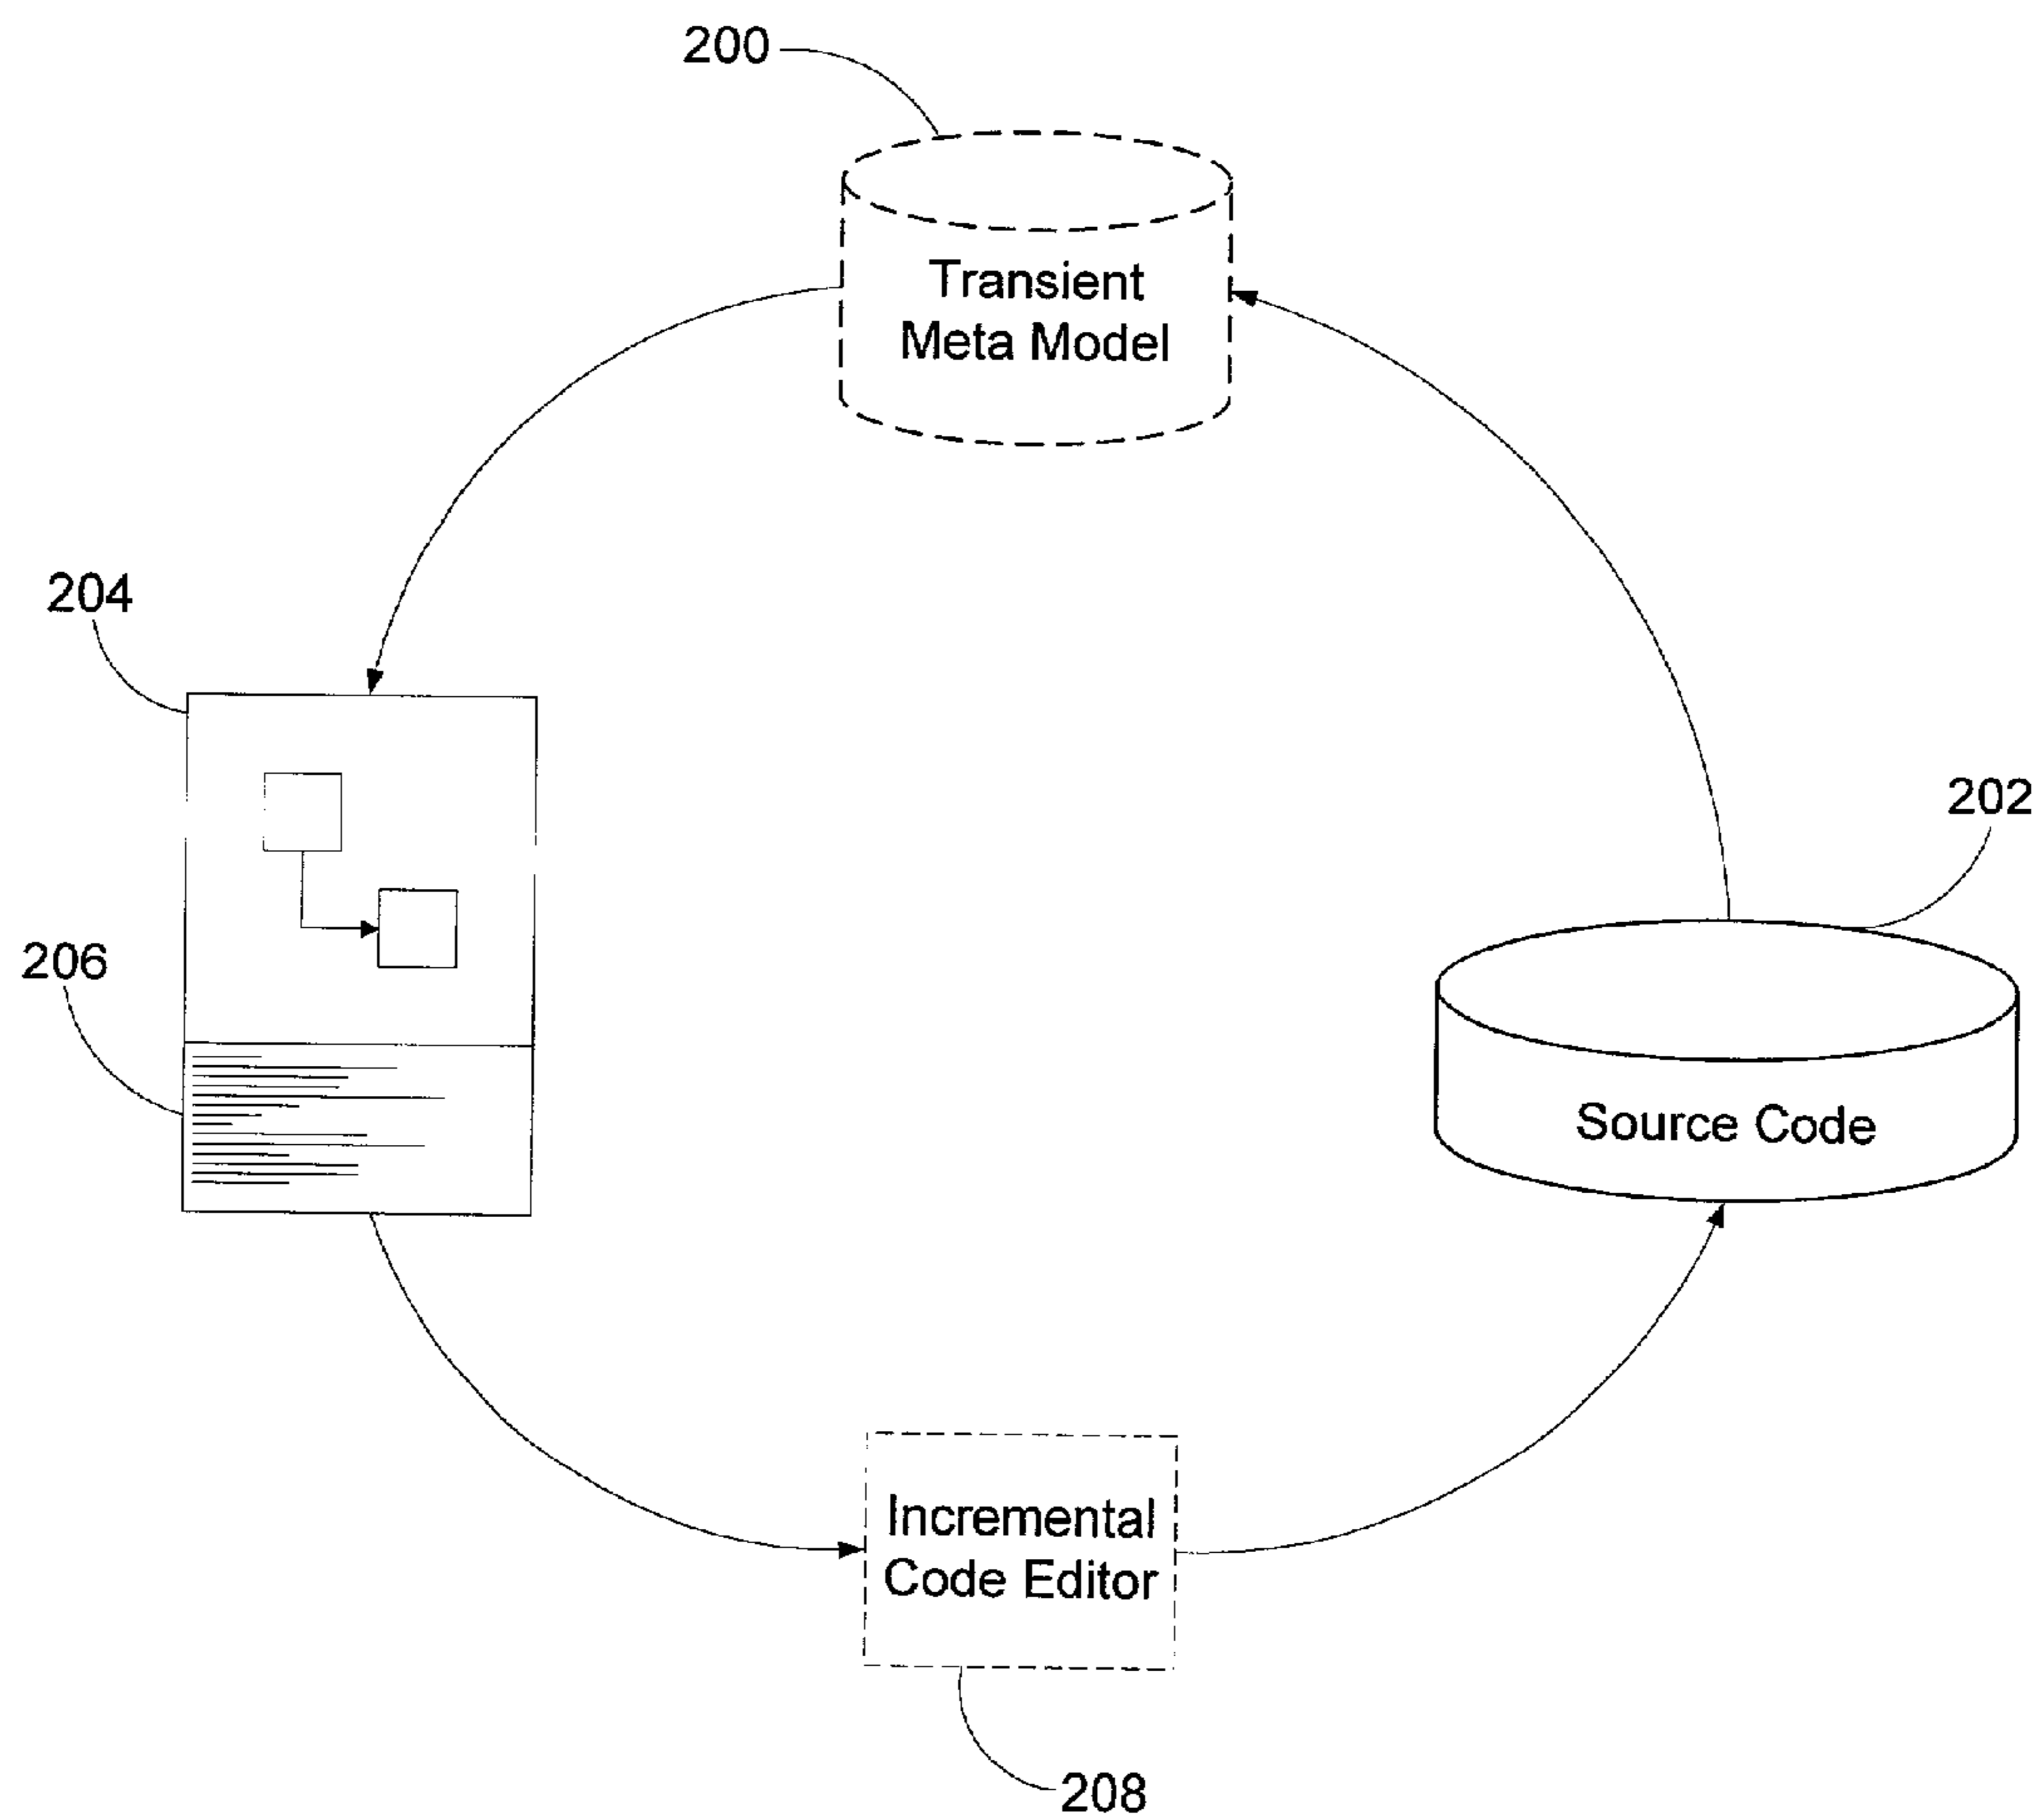 200
Transient
Meta Model
204
202
206
Source Code
Incremental
Code Editor
208